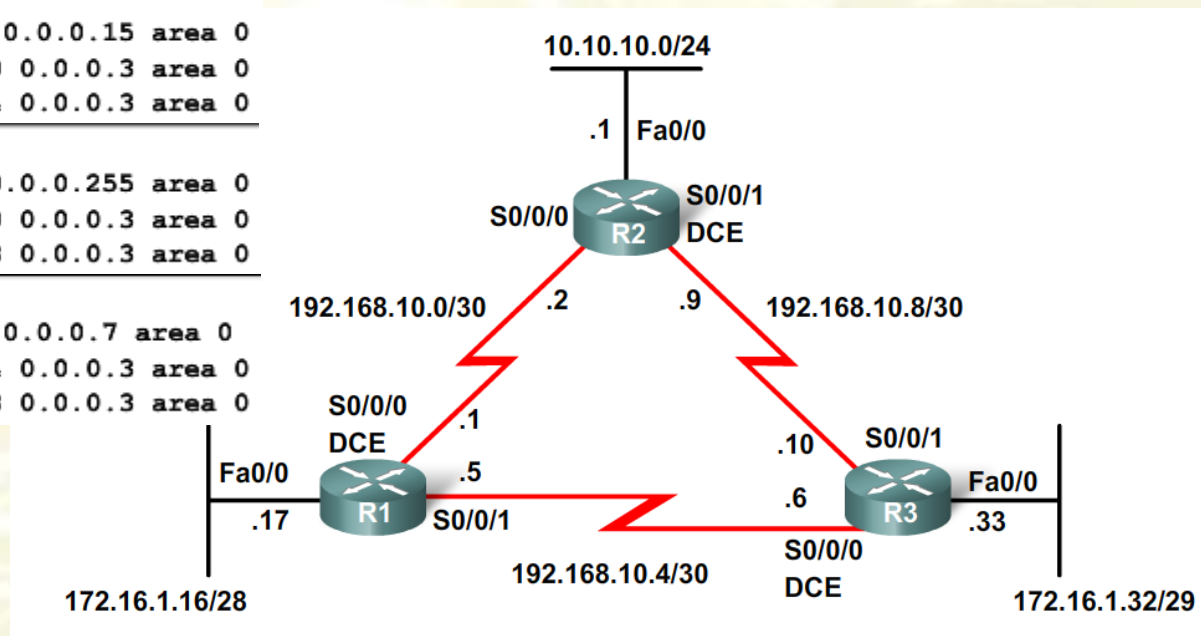 0.0.0.15 area 0
0.0.0.3 area 0
0.0.0.3 area 0
.0.0.255 area 0
0.0.0.3 area 0
0.0.0.3 area 0
0.0.0.7 area 0
0.0.0.3 area 0
0.0.0.3 area 0
10.10.10.0/24
.1 Fa0/0
S0/0/0
R2
S0/0/1
DCE
192.168.10.0/30
.2
.9
192.168.10.8/30
S0/0/0
DCE
.1
.10
S0/0/1
Fa0/0
.5
.6
Fa0/0
.17
R1
S0/0/1
R3
.33
S0/0/0
DCE
192.168.10.4/30
172.16.1.16/28
172.16.1.32/29